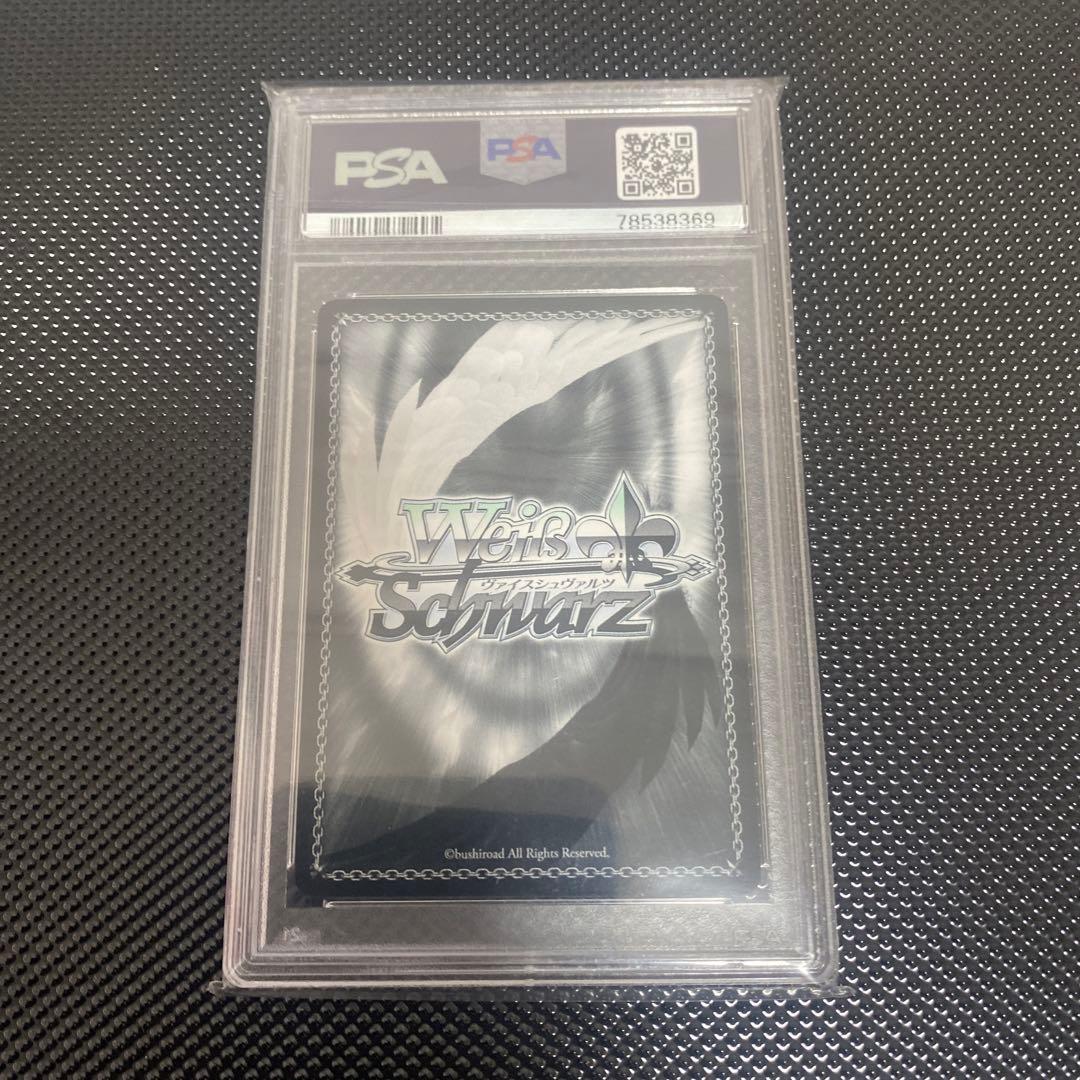 PSA
PSA
78538369
Weiß
ヴァイスシュヴァルツ
Schwarz
©bushiroad All Rights Reserved.